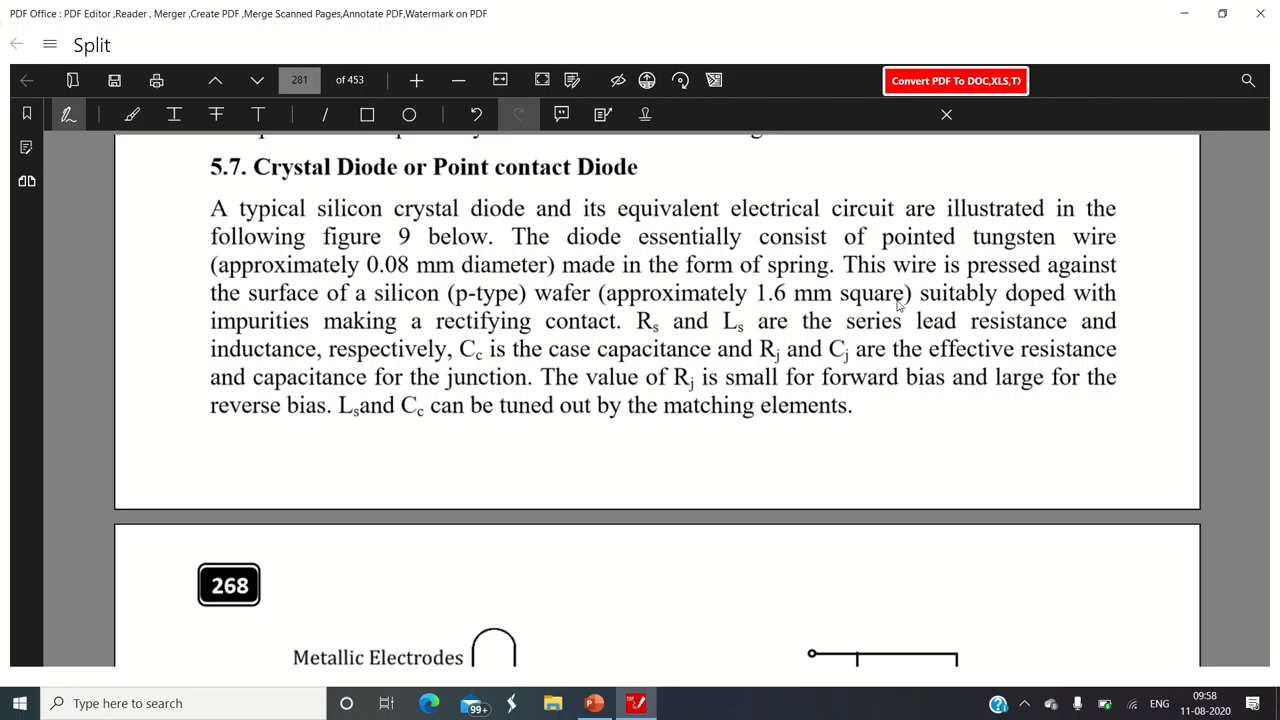 PDF Office : PDF Editor ,Reader , Merger ,Create PDF ,Merge Scanned Pages,Annotate PDF,Watermark on PDF
Split
281 of 453
Convert PDF To DOC,XLS,TX
5.7. Crystal Diode or Point contact Diode
A typical silicon crystal diode and its equivalent electrical circuit are illustrated in the
following figure 9 below. The diode essentially consist of pointed tungsten wire
(approximately 0.08 mm diameter) made in the form of spring. This wire is pressed against
the surface of a silicon (p-type) wafer (approximately 1.6 mm square) suitably doped with
impurities making a rectifying contact. Rs and Ls are the series lead resistance and
inductance, respectively, Cc is the case capacitance and Rj and Cj are the effective resistance
and capacitance for the junction. The value of Rj is small for forward bias and large for the
reverse bias. Lsand Cc can be tuned out by the matching elements.
268
Metallic Electrodes
Type here to search
99+
ENG
09:58
11-08-2020